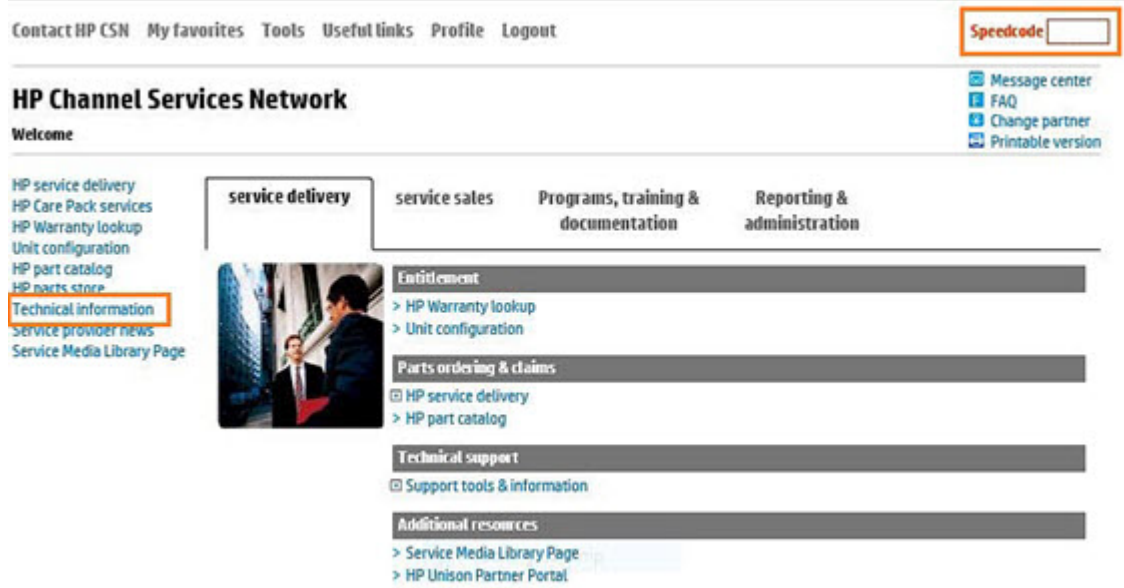 Contact HP CSN My favorites Tools Useful links Profile Logout
Speedcode
Message center
FAQ
Change partner
Printable version
HP Channel Services Network
Welcome
HP service delivery
HP Care Pack services
HP Warranty lookup
Unit configuration
HP part catalog
HP parts store
Technical information
Service provider news
Service Media Library Page
service delivery
service sales
Programs, training &
documentation
Reporting &
administration
Entitlement
> HP Warranty lookup
> Unit configuration
Parts ordering & claims
HP service delivery
> HP part catalog
Technical support
Support tools & information
Additional resources
> Service Media Library Page
> HP Unison Partner Portal